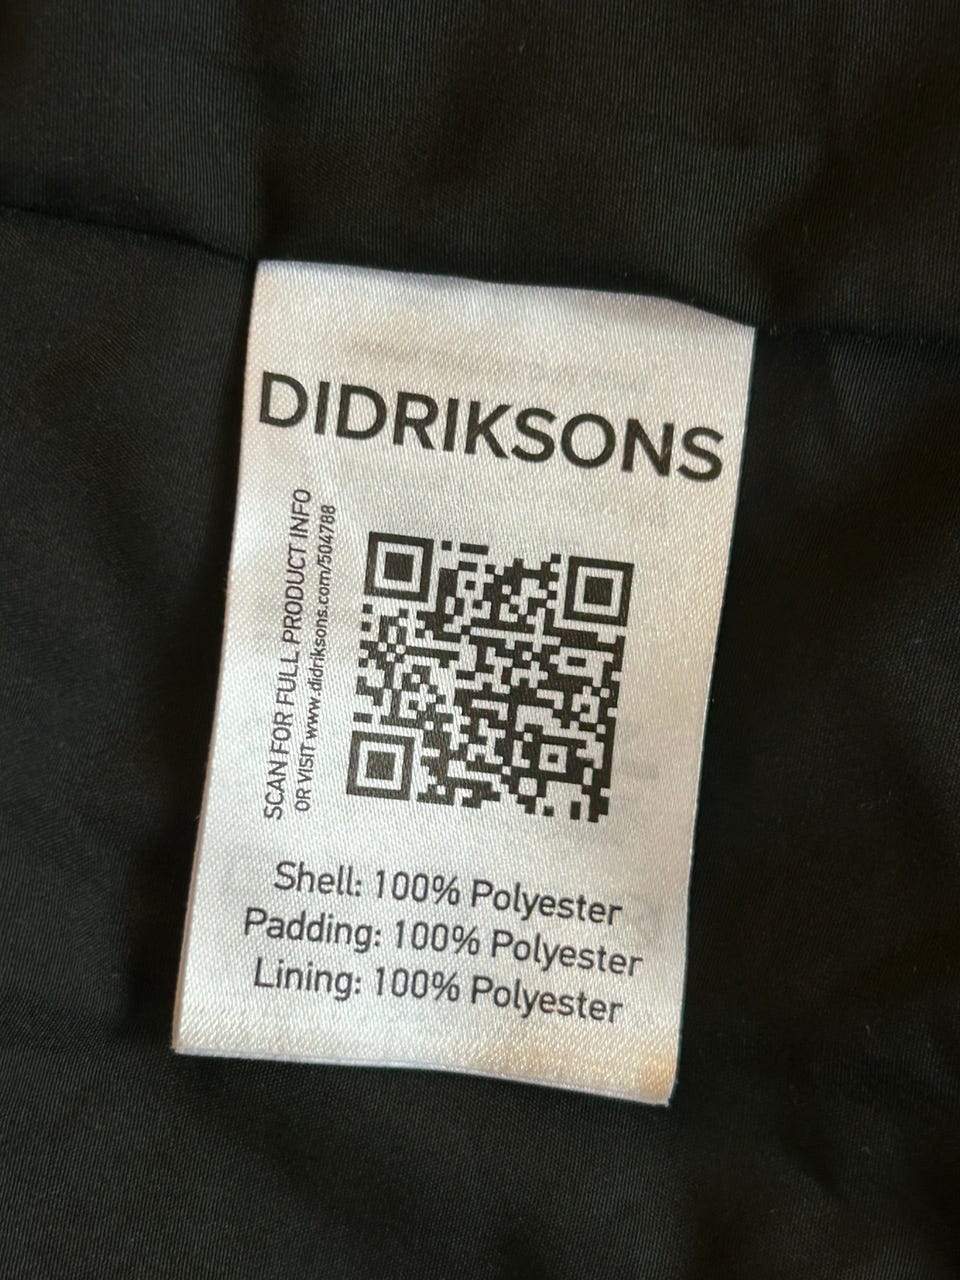 DIDRIKSONS
SCAN FOR FULL PRODUCT INFO
OR VISIT www.didriksons.com/504788
Shell: 100% Polyester
Padding: 100% Polyester
Lining: 100% Polyester